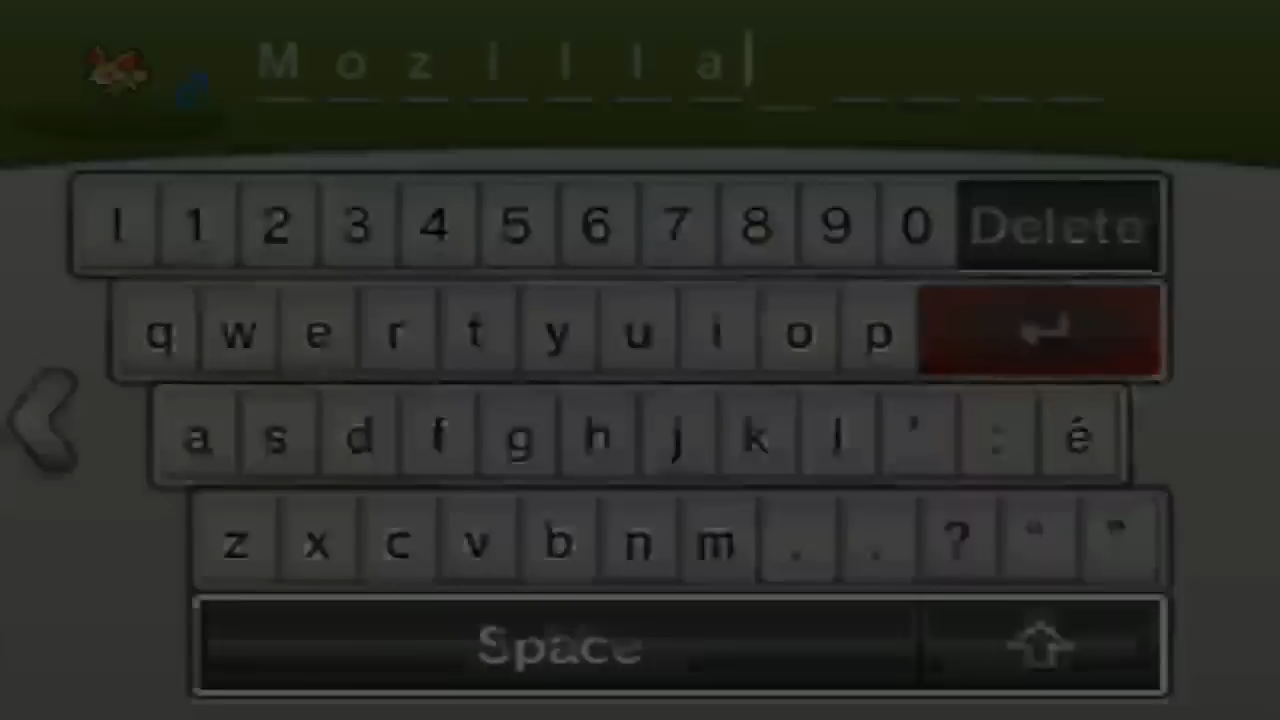 Mozilla
! 1 2 3 4 5 6 7 8 9 0 Delete
q w e r t y u i o p
a s d f g h j k l ' : é
z x c v b n m , . ? “ ”
Space